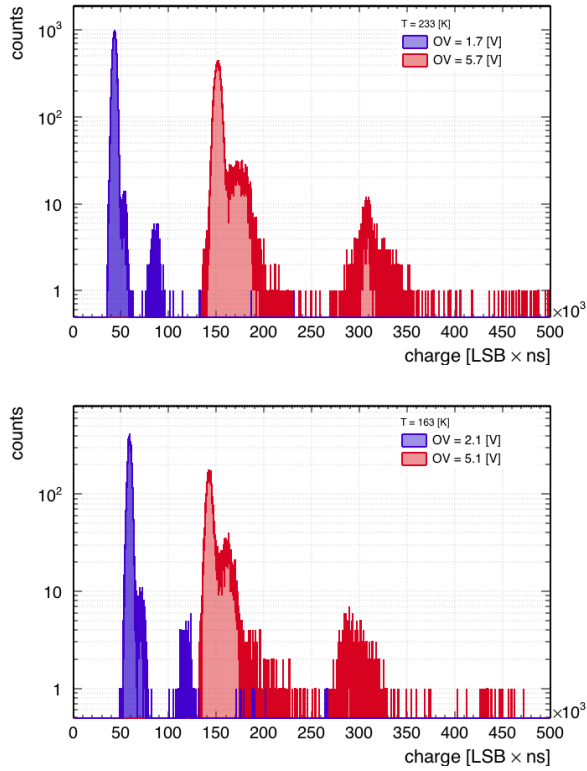 counts
T = 233 [K]
OV = 1.7 [V]
OV = 5.7 [V]
10³
10²
10
1
0 50 100 150 200 250 300 350 400 450 500
×10³
charge [LSB × ns]
counts
T = 163 [K]
OV = 2.1 [V]
OV = 5.1 [V]
10²
10
1
0 50 100 150 200 250 300 350 400 450 500
×10³
charge [LSB × ns]